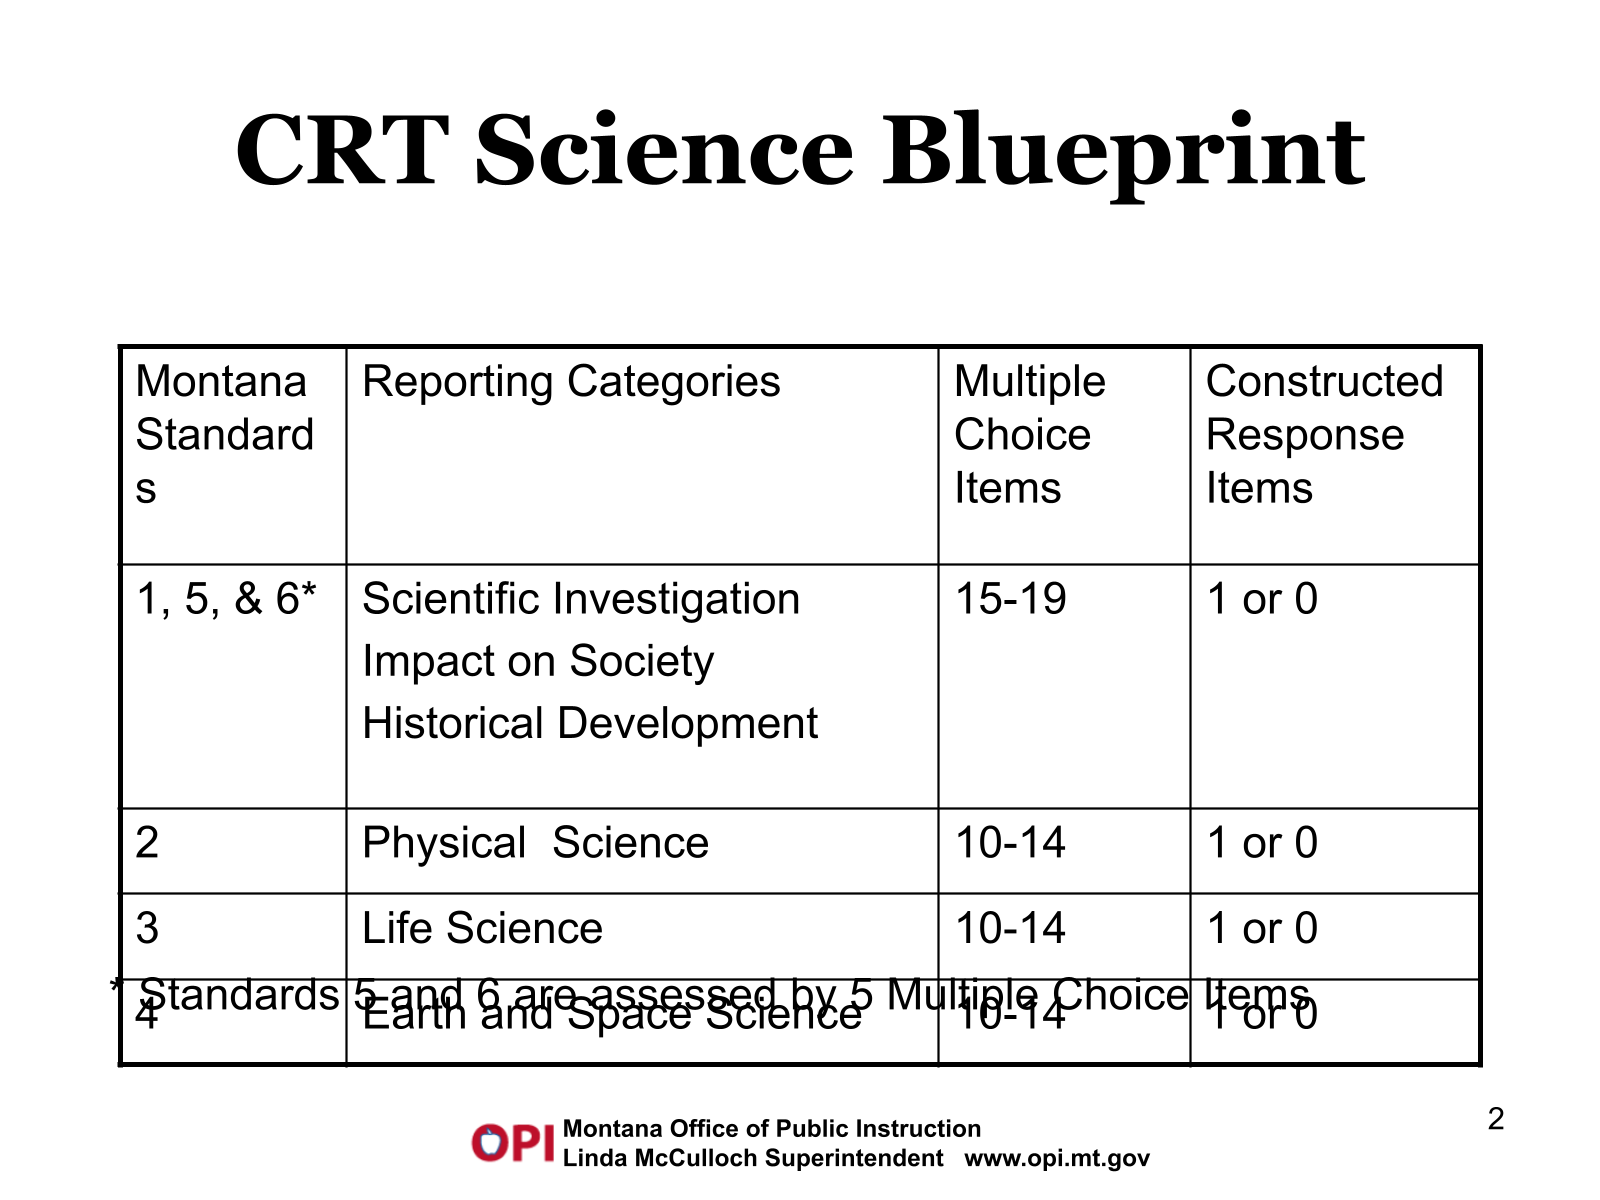 CRT Science Blueprint
Montana
Standard
s
Reporting Categories
Multiple
Choice
Items
Constructed
Response
Items
1, 5, & 6*
Scientific Investigation
Impact on Society
Historical Development
15-19
1 or 0
2
Physical  Science
10-14
1 or 0
3
Life Science
10-14
1 or 0
4
Earth and Space Science
10-14
1 or 0
* Standards 5 and 6 are assessed by 5 Multiple Choice Items
OPI
Montana Office of Public Instruction
Linda McCulloch Superintendent   www.opi.mt.gov
2